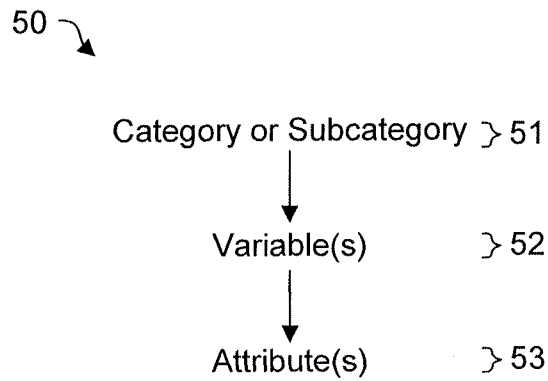 50
Category or Subcategory } 51
Variable(s) } 52
Attribute(s) } 53